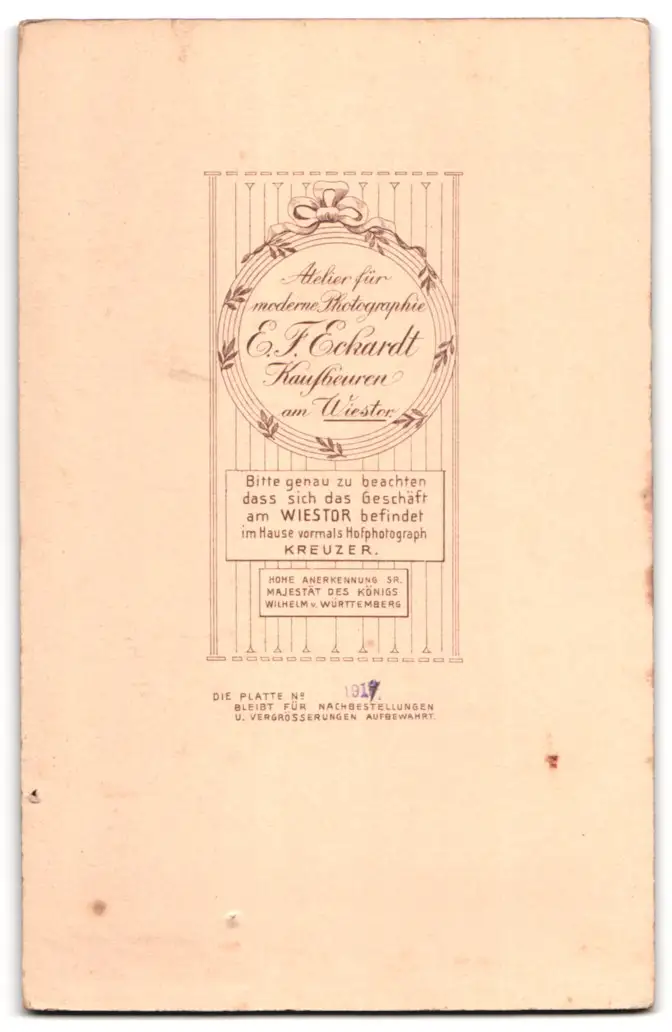 Atelier für
moderne Photographie
E. F. Eckardt
Kaufbeuren
am Wiestor.
Bitte genau zu beachten
dass sich das Geschäft
am WIESTOR befindet
im Hause vormals Hofphotograph
KREUZER.
HOHE ANERKENNUNG SR.
MAJESTÄT DES KÖNIGS
WILHELM v. WÜRTTEMBERG
DIE PLATTE No 1917.
BLEIBT FÜR NACHBESTELLUNGEN
U. VERGRÖSSERUNGEN AUFBEWAHRT.